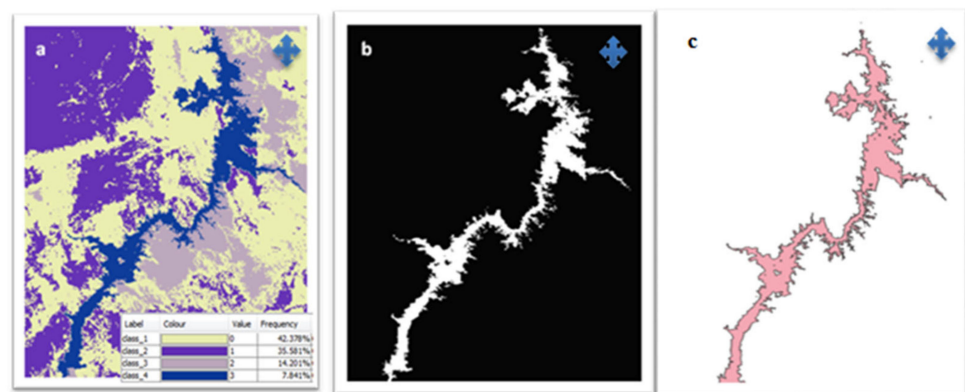 a
b
c
Label Colour Value Frequency
class_1 0 42.378%
class_2 1 35.581%
class_3 2 14.201%
class_4 3 7.841%